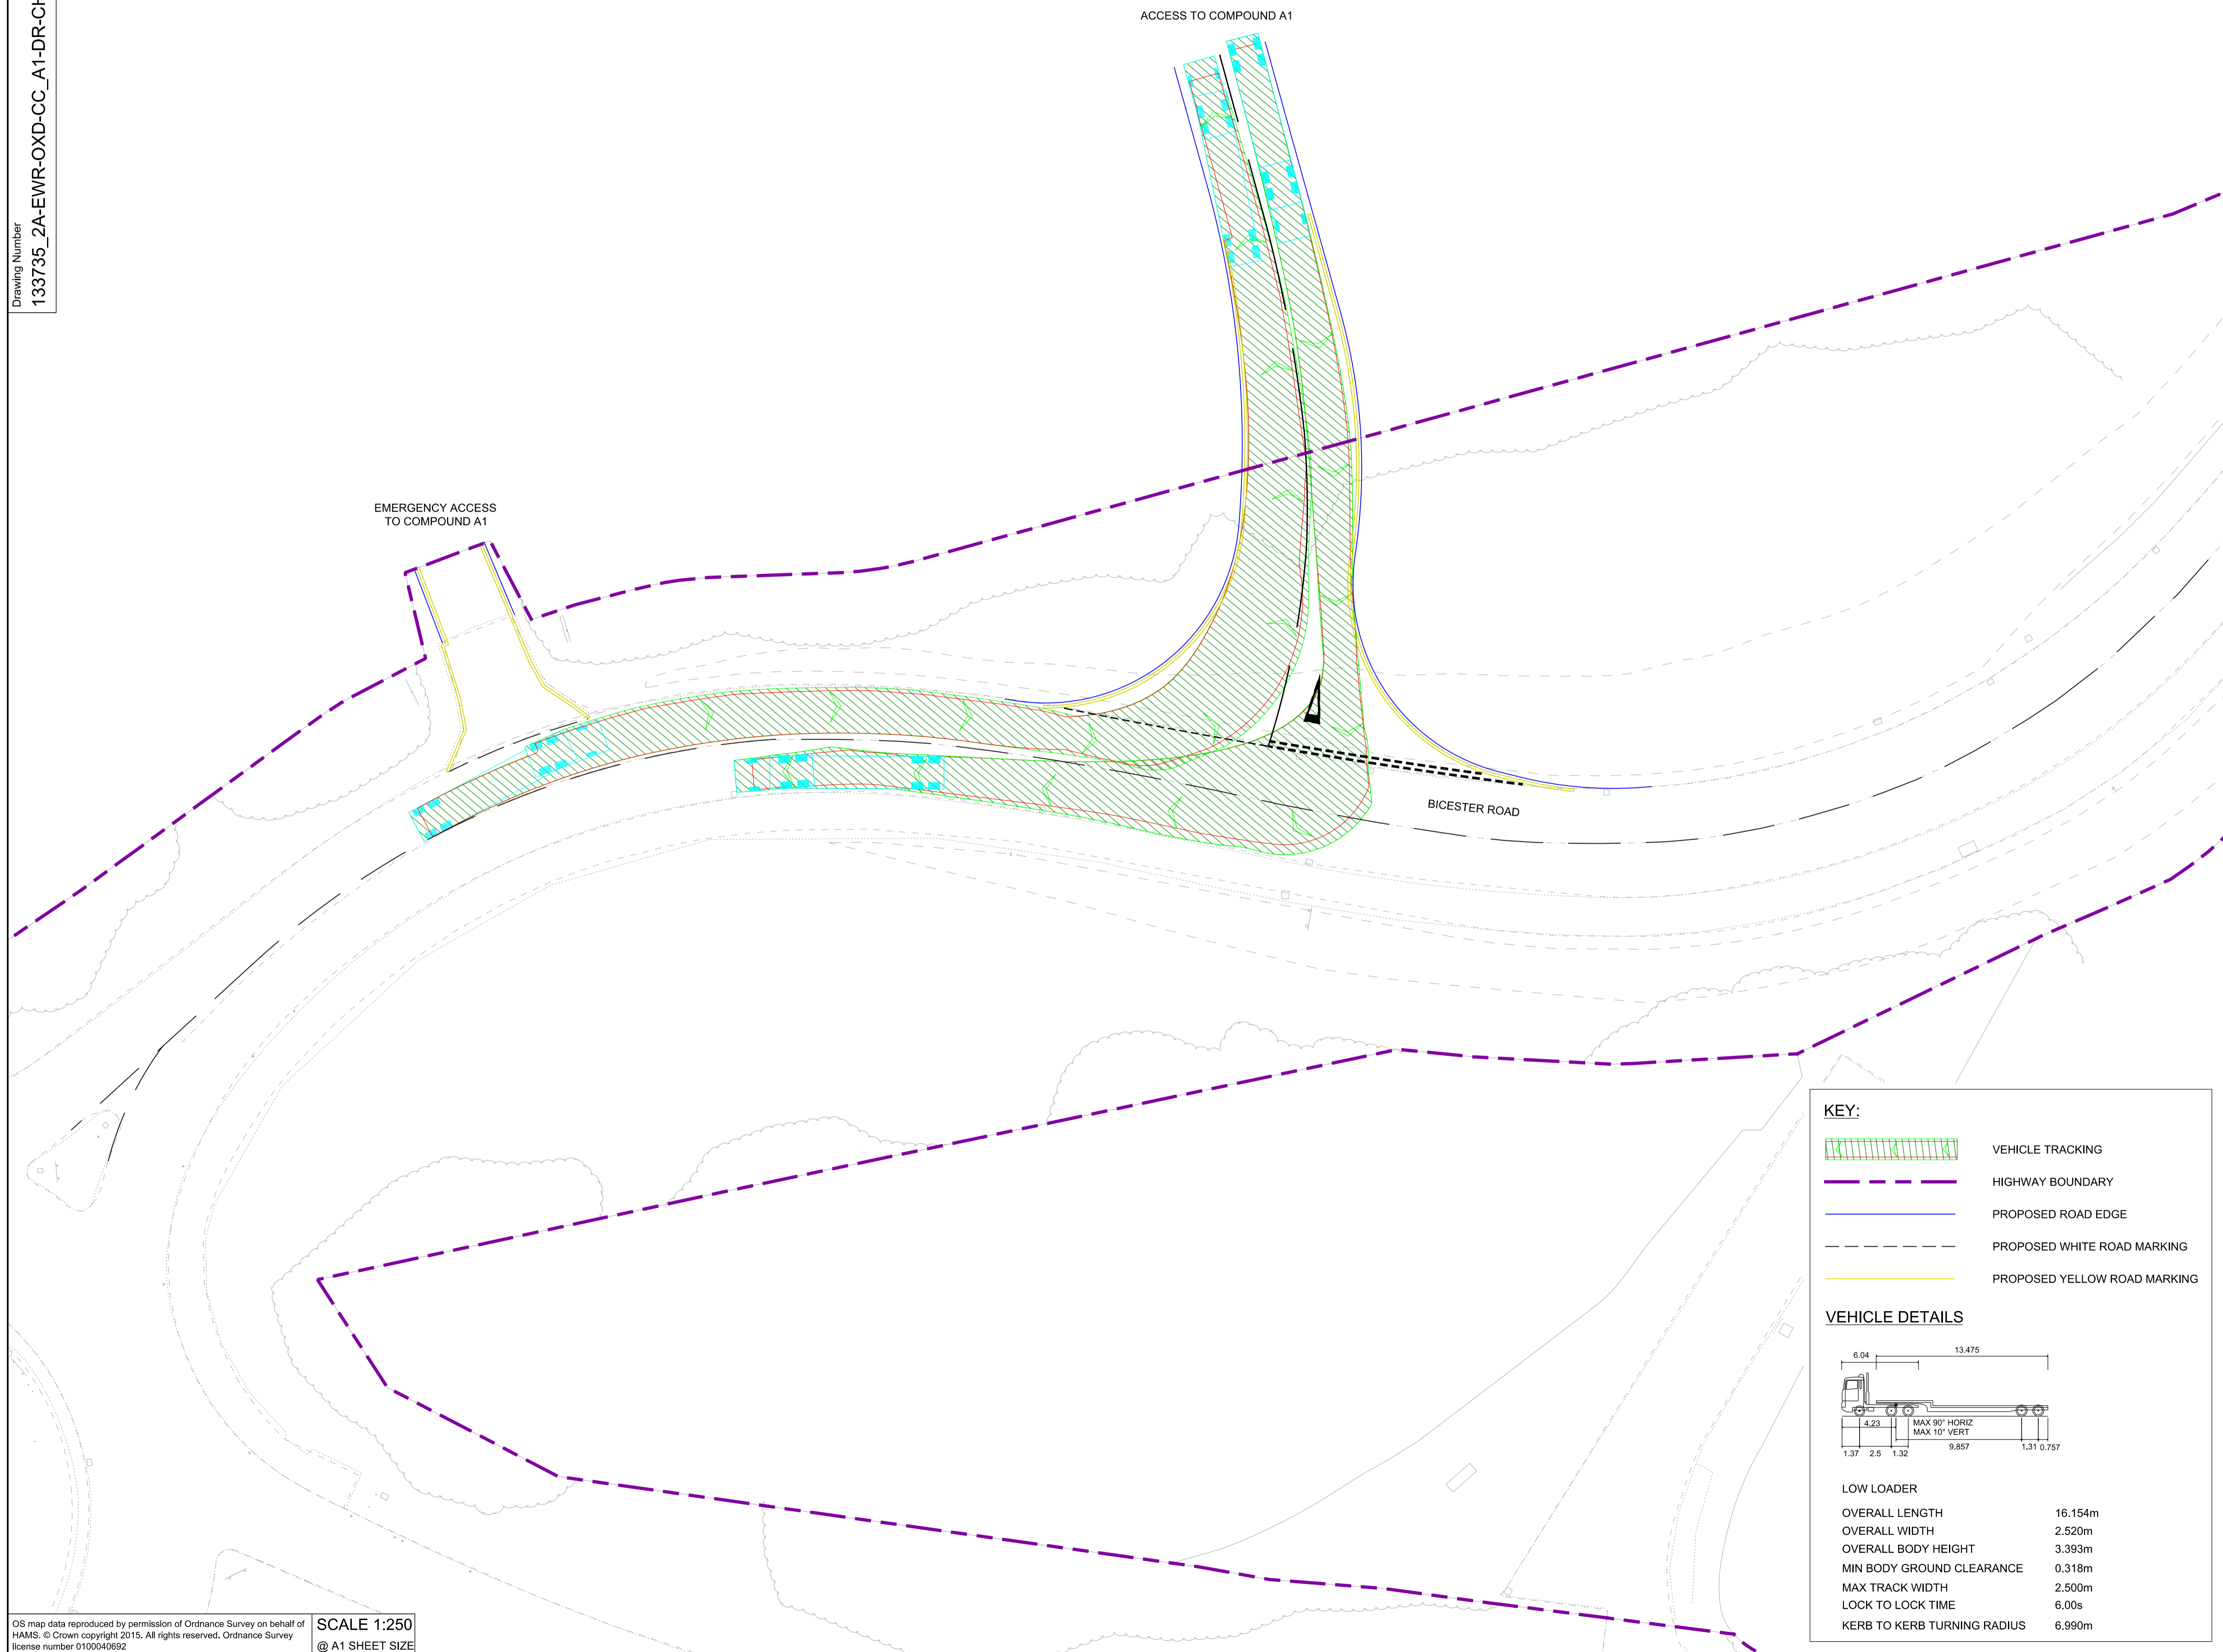 Drawing Number
133735_2A-EWR-OXD-CC_A1-DR-CH
ACCESS TO COMPOUND A1
EMERGENCY ACCESS
TO COMPOUND A1
BICESTER ROAD
KEY:
VEHICLE TRACKING
HIGHWAY BOUNDARY
PROPOSED ROAD EDGE
PROPOSED WHITE ROAD MARKING
PROPOSED YELLOW ROAD MARKING
VEHICLE DETAILS
6.04 13.475
4.23 MAX 90° HORIZ
MAX 10° VERT
1.37 2.5 1.32 9.857 1.31 0.757
LOW LOADER
OVERALL LENGTH 16.154m
OVERALL WIDTH 2.520m
OVERALL BODY HEIGHT 3.393m
MIN BODY GROUND CLEARANCE 0.318m
MAX TRACK WIDTH 2.500m
LOCK TO LOCK TIME 6.00s
KERB TO KERB TURNING RADIUS 6.990m
OS map data reproduced by permission of Ordnance Survey on behalf of
HAMS. © Crown copyright 2015. All rights reserved. Ordnance Survey
license number 0100040692
SCALE 1:250
@ A1 SHEET SIZE